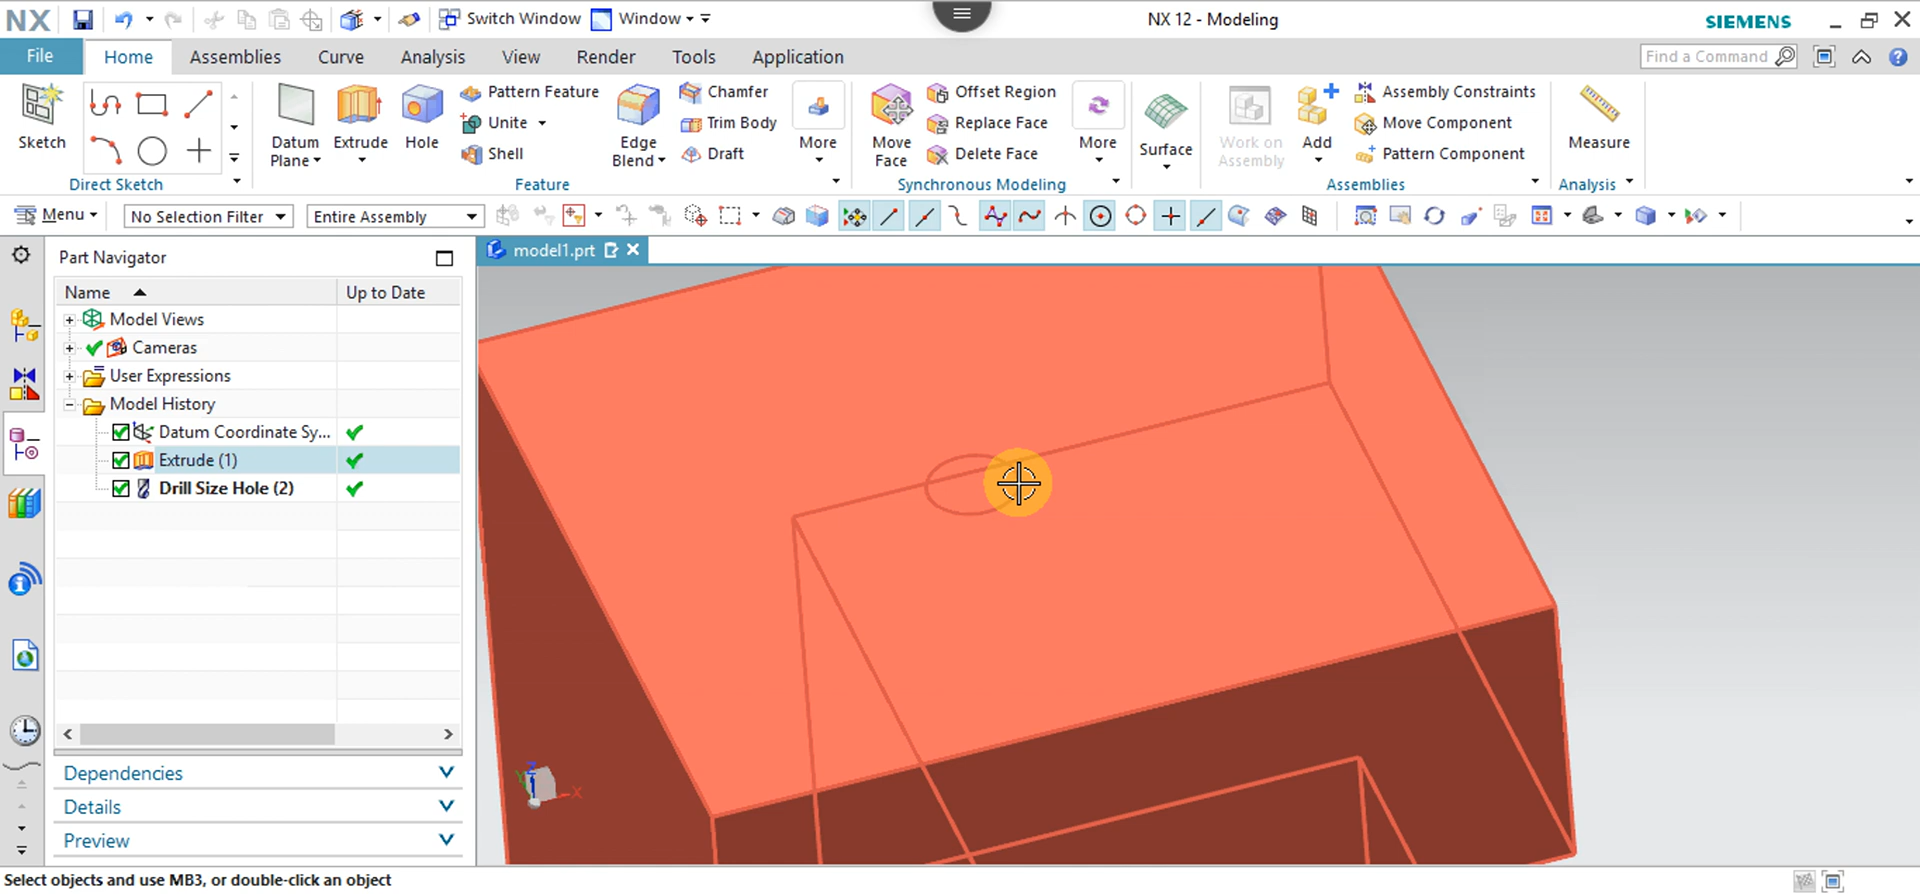 NX
Switch Window
Window
NX 12 - Modeling
SIEMENS
File
Home
Assemblies
Curve
Analysis
View
Render
Tools
Application
Find a Command
Sketch
Direct Sketch
Datum
Plane
Extrude
Hole
Pattern Feature
Unite
Shell
Edge
Blend
Chamfer
Trim Body
Draft
More
Feature
Move
Face
Offset Region
Replace Face
Delete Face
More
Synchronous Modeling
Surface
Work on
Assembly
Add
Assembly Constraints
Move Component
Pattern Component
Assemblies
Measure
Analysis
Menu
No Selection Filter
Entire Assembly
Part Navigator
model1.prt
Name
Up to Date
Model Views
Cameras
User Expressions
Model History
Datum Coordinate Sy...
Extrude (1)
Drill Size Hole (2)
Dependencies
Details
Preview
Z
Y
X
Select objects and use MB3, or double-click an object